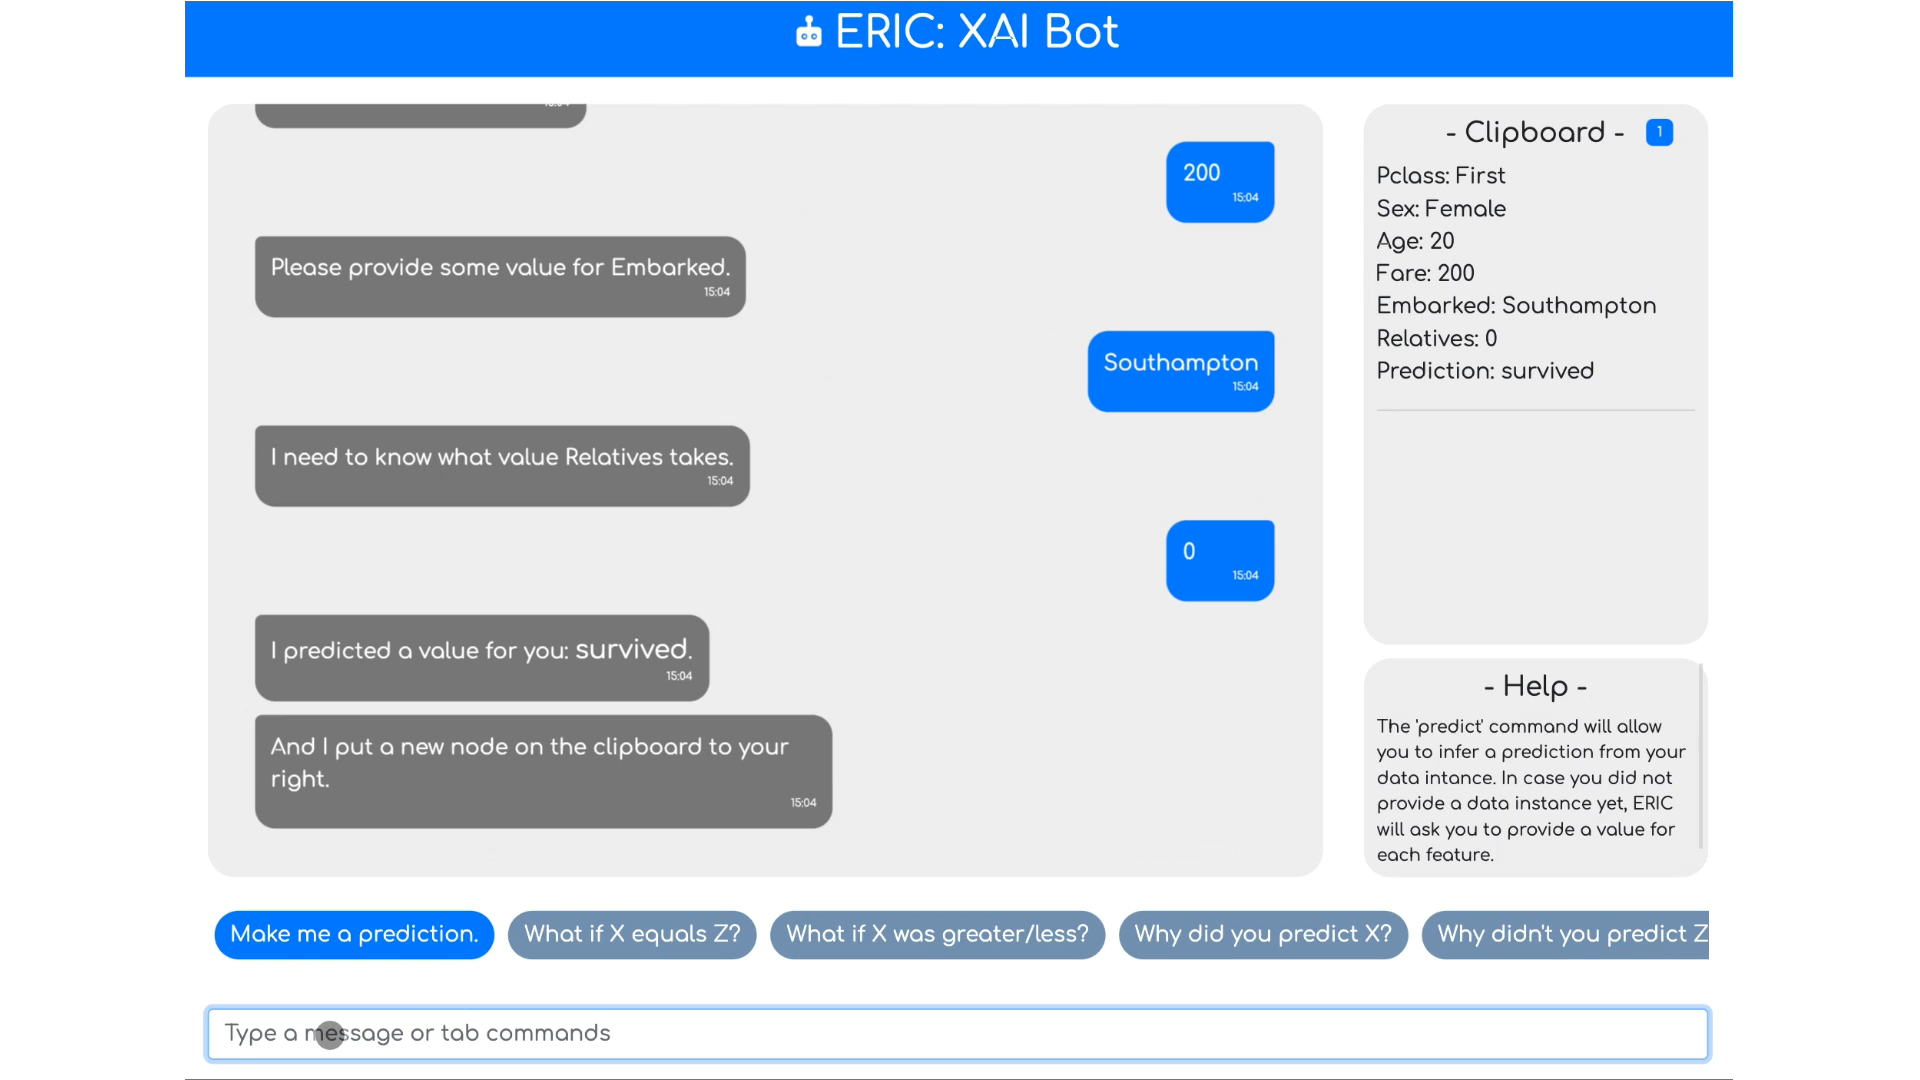 ERIC: XAI Bot
200
15:04
Please provide some value for Embarked.
15:04
Southampton
15:04
I need to know what value Relatives takes.
15:04
0
15:04
I predicted a value for you: survived.
15:04
And I put a new node on the clipboard to your
right.
15:04
- Clipboard - 1
Pclass: First
Sex: Female
Age: 20
Fare: 200
Embarked: Southampton
Relatives: 0
Prediction: survived
- Help -
The 'predict' command will allow
you to infer a prediction from your
data intance. In case you did not
provide a data instance yet, ERIC
will ask you to provide a value for
each feature.
Make me a prediction. What if X equals Z? What if X was greater/less? Why did you predict X? Why didn't you predict Z
Type a message or tab commands